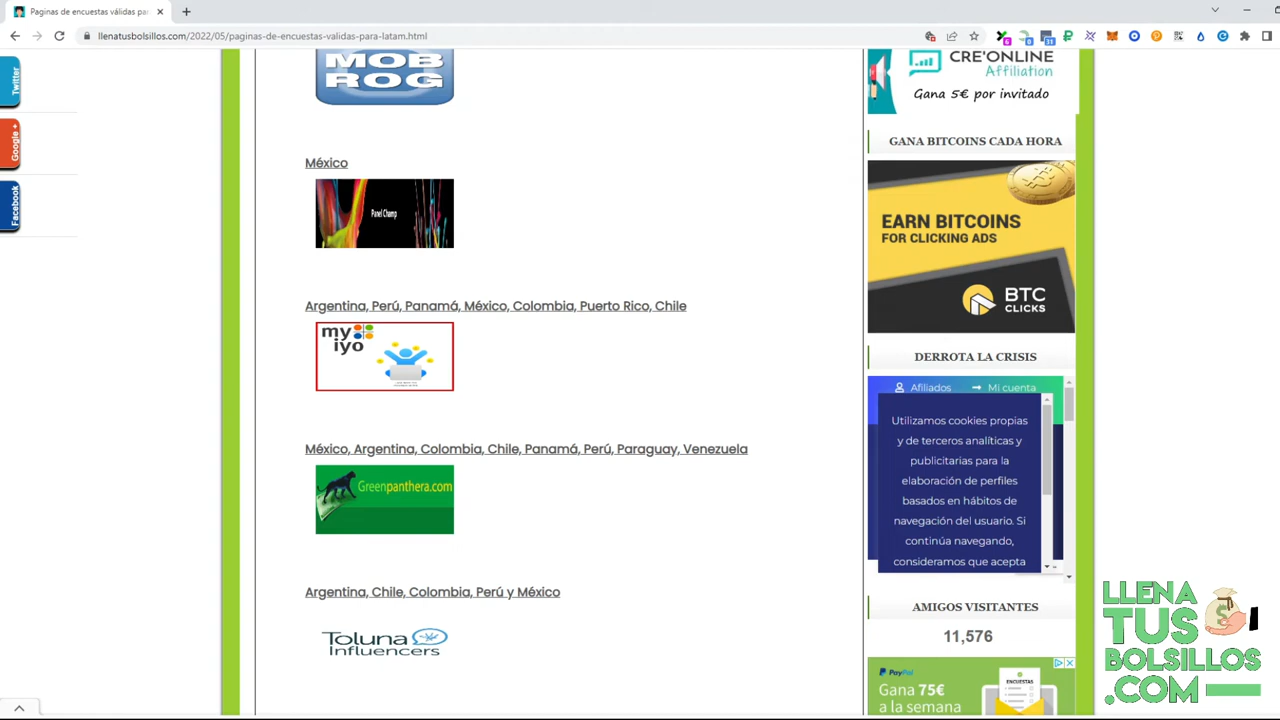 Paginas de encuestas válidas pa
llenatusbolsillos.com/2022/05/paginas-de-encuestas-validas-para-latam.html
Twitter
Google +
Facebook
MOB
ROG
México
Panel Champ
Argentina, Perú, Panamá, México, Colombia, Puerto Rico, Chile
my
iyo
México, Argentina, Colombia, Chile, Panamá, Perú, Paraguay, Venezuela
Greenpanthera.com
Argentina, Chile, Colombia, Perú y México
Toluna
Influencers
CRE'ONLINE
Affiliation
Gana 5€ por invitado
GANA BITCOINS CADA HORA
EARN BITCOINS
FOR CLICKING ADS
BTC
CLICKS
DERROTA LA CRISIS
Afiliados Mi cuenta
Utilizamos cookies propias
y de terceros analíticas y
publicitarias para la
elaboración de perfiles
basados en hábitos de
navegación del usuario. Si
continúa navegando,
consideramos que acepta
AMIGOS VISITANTES
11,576
PayPal
Gana 75€
a la semana
ENCUESTAS
LLENA
TUS
BOLSILLOS
.COM